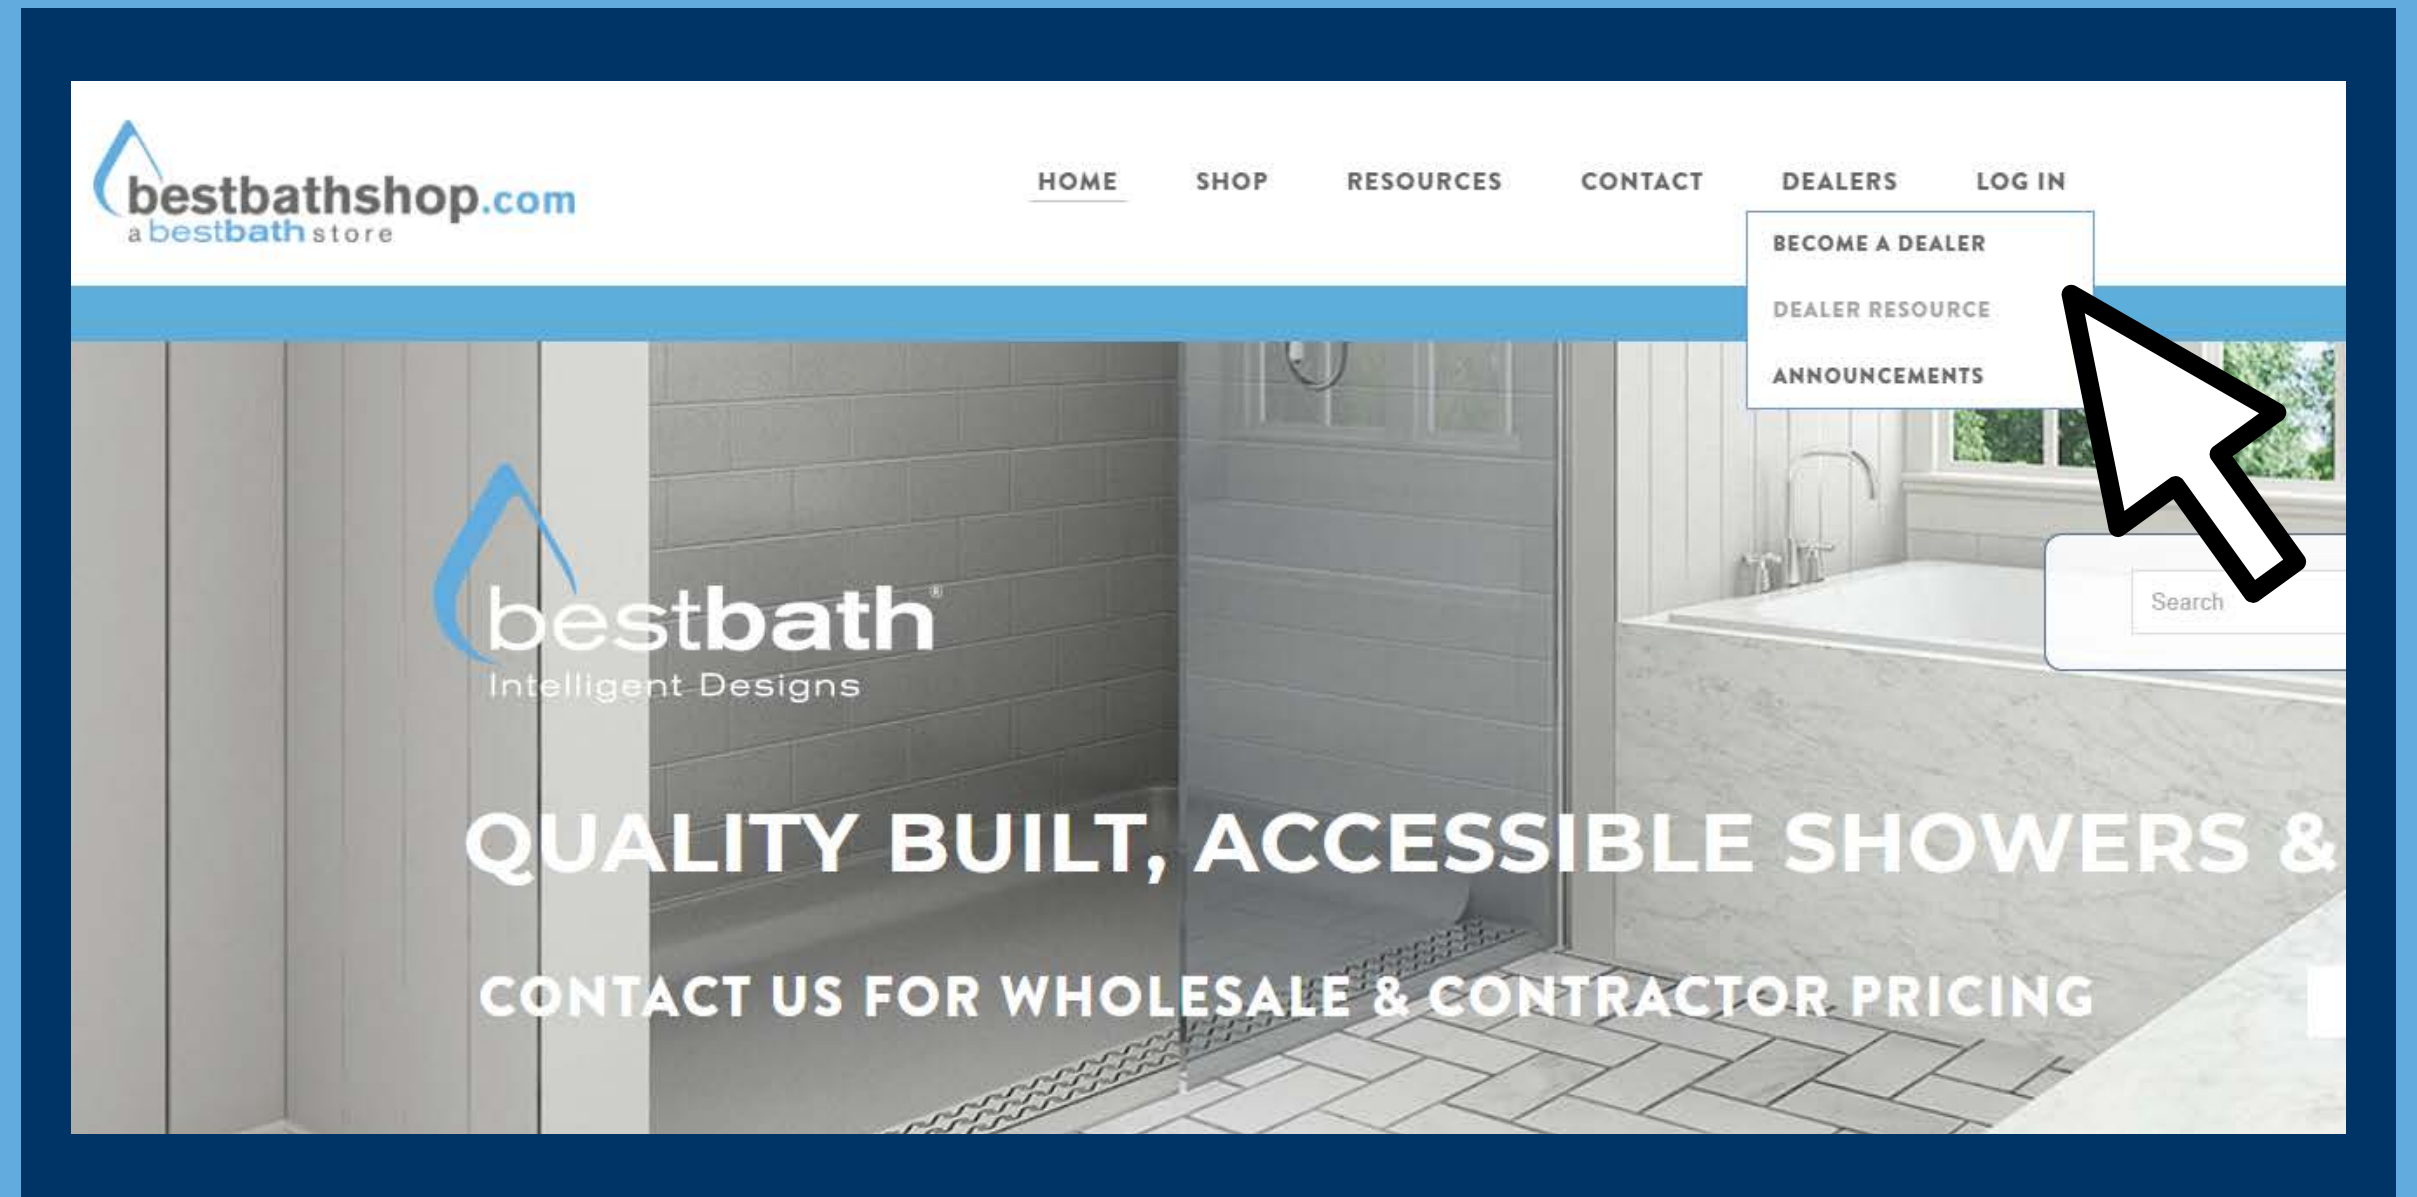 bestbathshop.com
a bestbath store
HOME SHOP RESOURCES CONTACT DEALERS LOG IN
BECOME A DEALER
DEALER RESOURCE
ANNOUNCEMENTS
bestbath®
Intelligent Designs
Search
QUALITY BUILT, ACCESSIBLE SHOWERS &
CONTACT US FOR WHOLESALE & CONTRACTOR PRICING